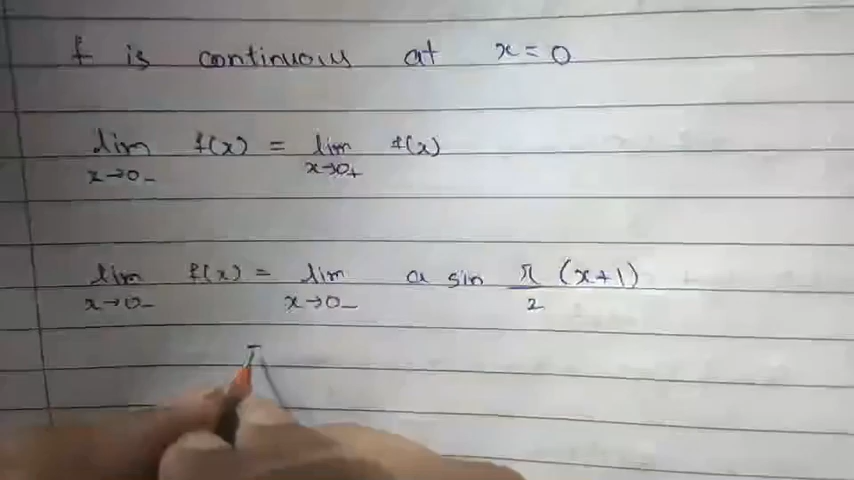 f is continuous at x = 0
lim x→0- f(x) = lim x→0+ f(x)
lim x→0- f(x) = lim x→0- a sin π/2 (x+1)
=